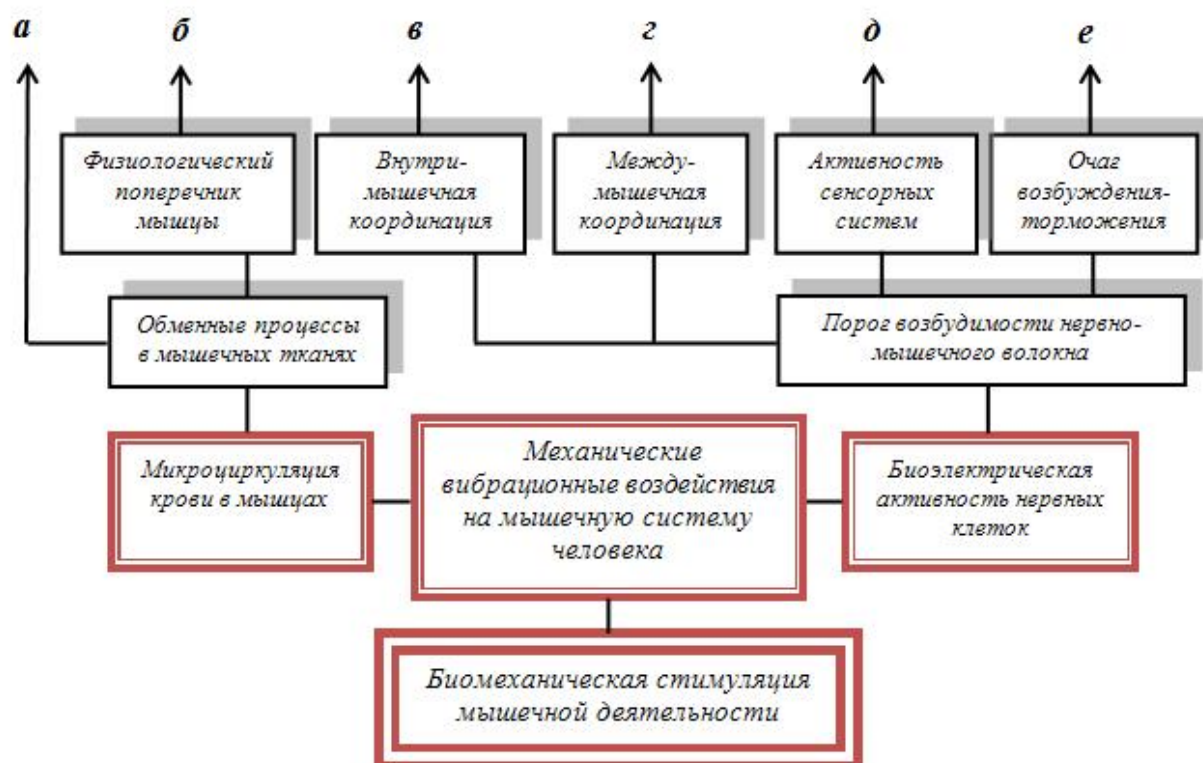 а б в г д е
Физиологический
поперечник
мышцы
Внутри-
мышечная
координация
Между-
мышечная
координация
Активность
сенсорных
систем
Очаг
возбуждения-
торможения
Обменные процессы
в мышечных тканях
Порог возбудимости нервно-
мышечного волокна
Микроциркуляция
крови в мышцах
Механические
вибрационные воздействия
на мышечную систему
человека
Биоэлектрическая
активность нервных
клеток
Биомеханическая стимуляция
мышечной деятельности